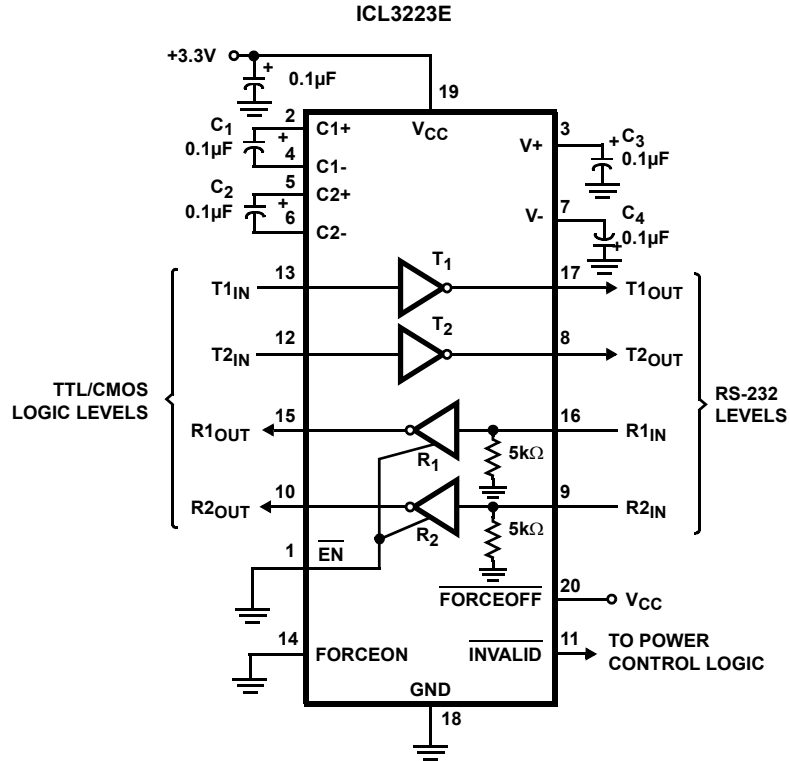 ICL3223E
+3.3V
+
0.1µF
19
2
C1+
VCC
C1
0.1µF
+
4
C1-
3
V+
+
C3
0.1µF
5
C2+
C2
0.1µF
+
6
C2-
7
V-
C4
0.1µF
+
T1IN
13
T1
17
T1OUT
T2IN
12
T2
8
T2OUT
TTL/CMOS
LOGIC LEVELS
RS-232
LEVELS
R1OUT
15
R1
16
R1IN
5kΩ
R2OUT
10
R2
9
R2IN
5kΩ
1
EN
FORCEOFF
20
VCC
14
FORCEON
INVALID
11
TO POWER
CONTROL LOGIC
GND
18